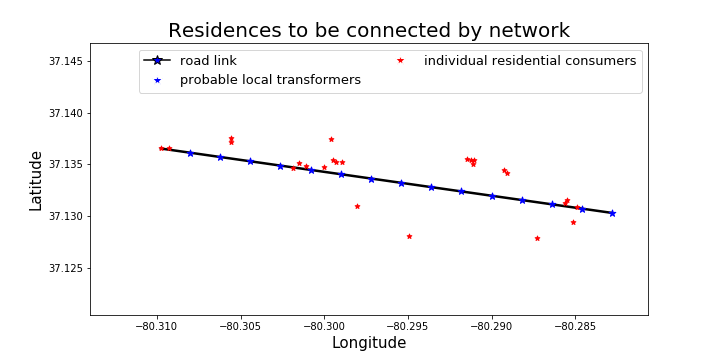 Residences to be connected by network
road link
probable local transformers
individual residential consumers
37.145
37.140
37.135
37.130
37.125
Latitude
−80.310 −80.305 −80.300 −80.295 −80.290 −80.285
Longitude